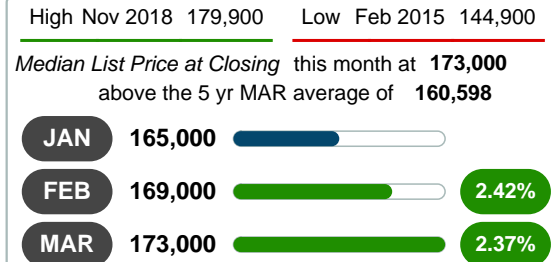 High Nov 2018 179,900 Low Feb 2015 144,900
Median List Price at Closing this month at 173,000
above the 5 yr MAR average of 160,598
JAN 165,000
FEB 169,000 2.42%
MAR 173,000 2.37%